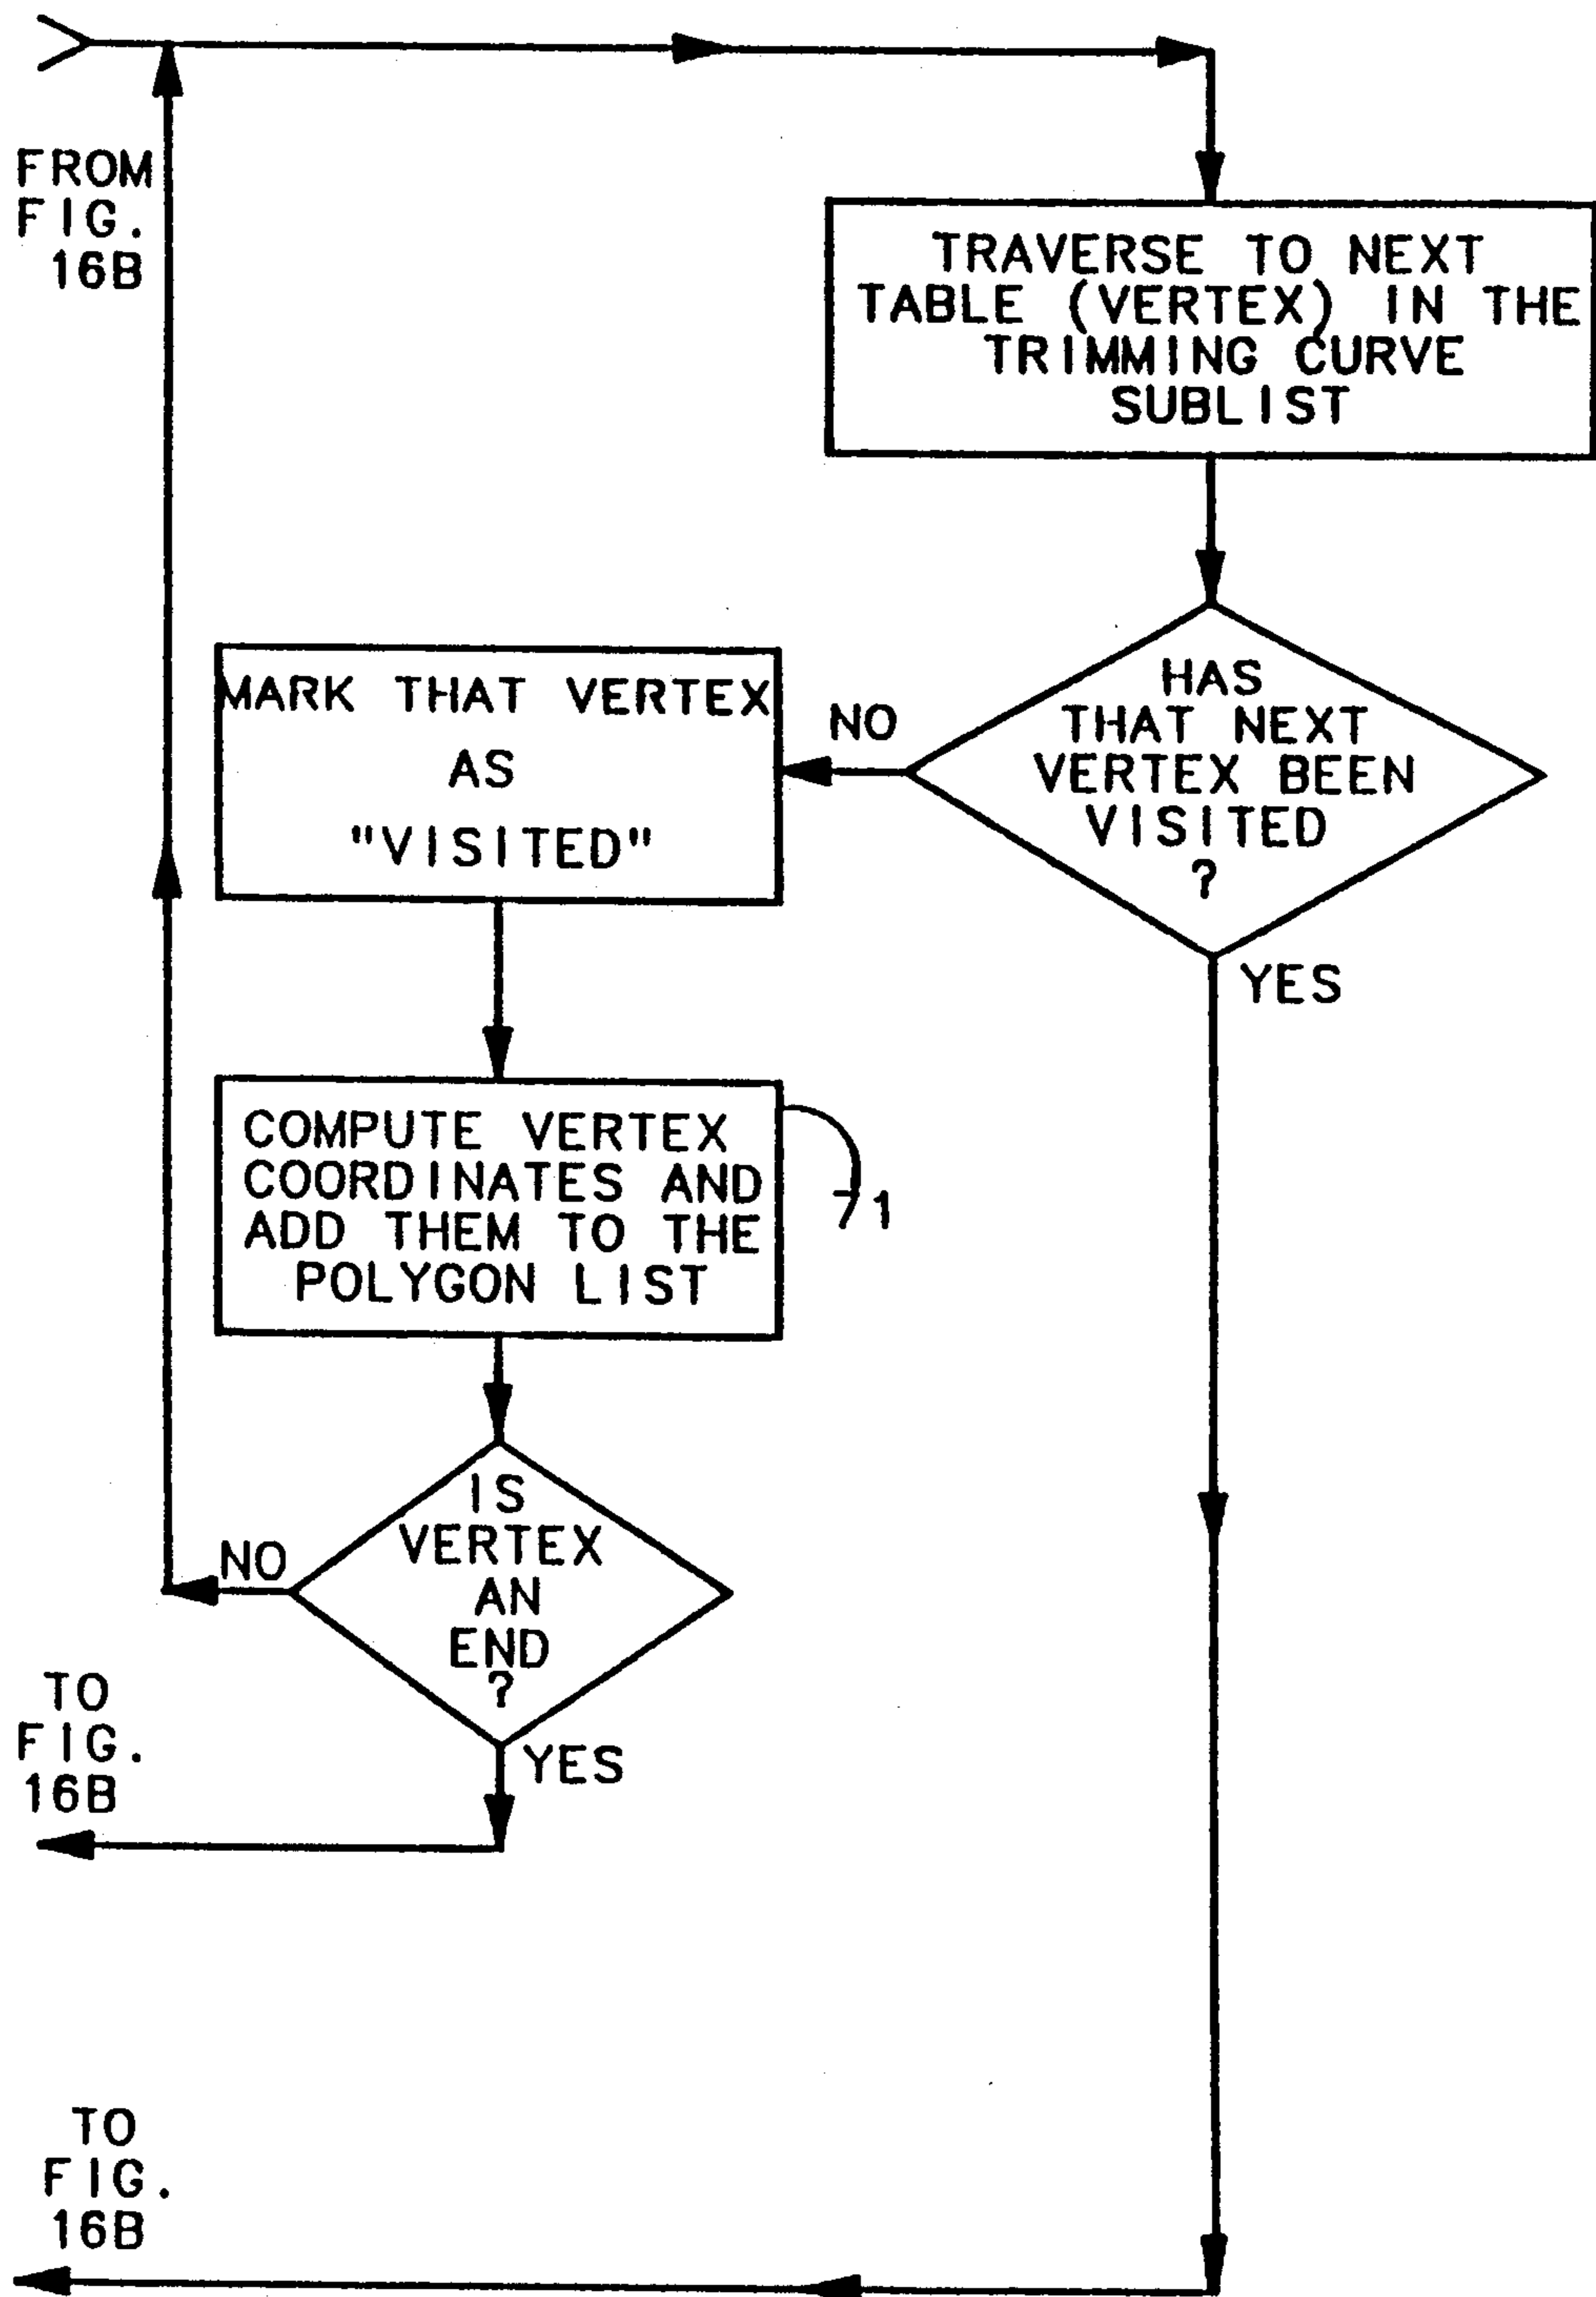 FROM
FIG.
16B
TRAVERSE TO NEXT
TABLE (VERTEX) IN THE
TRIMMING CURVE
SUBLIST
HAS
THAT NEXT
VERTEX BEEN
VISITED
?
NO
YES
MARK THAT VERTEX
AS
"VISITED"
COMPUTE VERTEX
COORDINATES AND
ADD THEM TO THE
POLYGON LIST
71
IS
VERTEX
AN
END
?
NO
YES
TO
FIG.
16B
TO
FIG.
16B